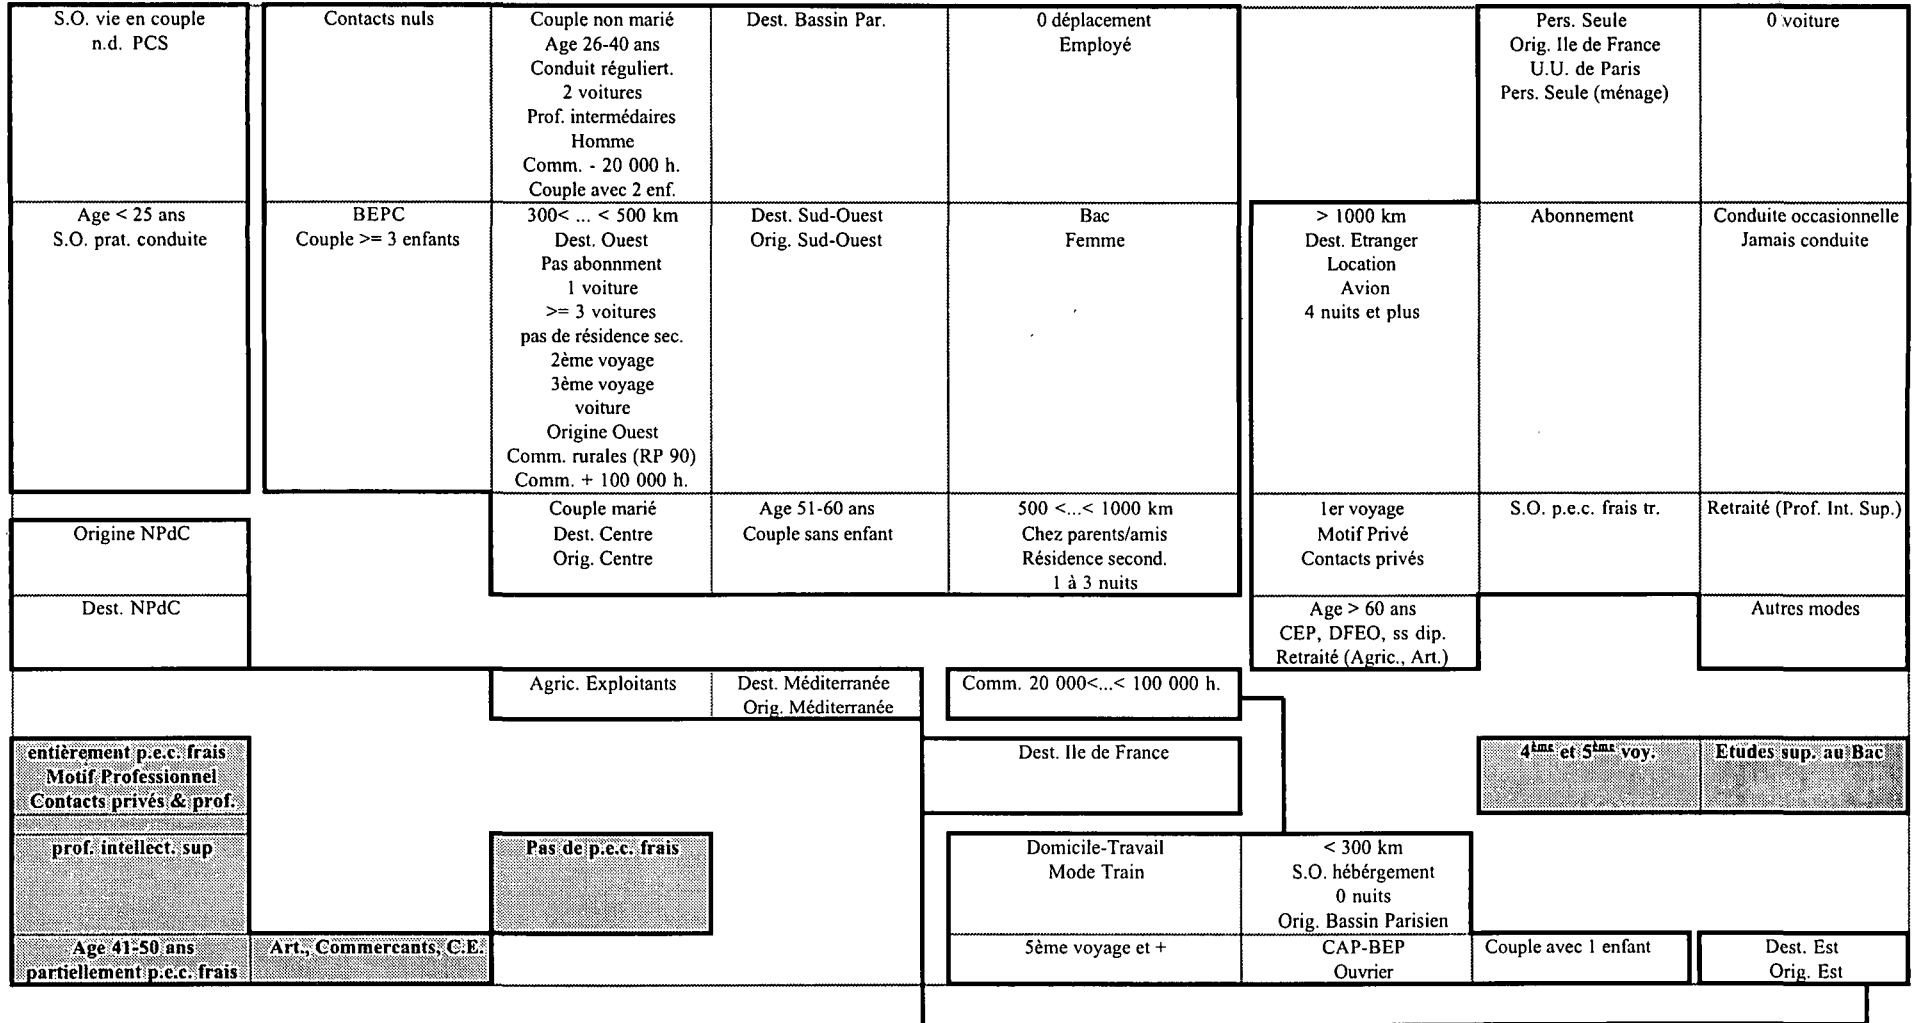 S.O. vie en couple
n.d. PCS
Contacts nuls
Couple non marié
Age 26-40 ans
Conduit réguliert.
2 voitures
Prof. intermédaires
Homme
Comm. - 20 000 h.
Couple avec 2 enf.
Dest. Bassin Par.
0 déplacement
Employé
Pers. Seule
Orig. Ile de France
U.U. de Paris
Pers. Seule (ménage)
0 voiture
Age < 25 ans
S.O. prat. conduite
BEPC
Couple >= 3 enfants
300< ... < 500 km
Dest. Ouest
Pas abonnment
1 voiture
>= 3 voitures
pas de résidence sec.
2ème voyage
3ème voyage
voiture
Origine Ouest
Comm. rurales (RP 90)
Comm. + 100 000 h.
Dest. Sud-Ouest
Orig. Sud-Ouest
Bac
Femme
> 1000 km
Dest. Etranger
Location
Avion
4 nuits et plus
Abonnement
Conduite occasionnelle
Jamais conduite
Origine NPdC
Couple marié
Dest. Centre
Orig. Centre
Age 51-60 ans
Couple sans enfant
500 <...< 1000 km
Chez parents/amis
Résidence second.
1 à 3 nuits
1er voyage
Motif Privé
Contacts privés
S.O. p.e.c. frais tr.
Retraité (Prof. Int. Sup.)
Dest. NPdC
Age > 60 ans
CEP, DFEO, ss dip.
Retraité (Agric., Art.)
Autres modes
Agric. Exploitants
Dest. Méditerranée
Orig. Méditerranée
Comm. 20 000<...< 100 000 h.
entièrement p.e.c. frais
Motif Professionnel
Contacts privés & prof.
Dest. Ile de France
4ème et 5ème voy.
Etudes sup. au Bac
prof. intellect. sup
Pas de p.e.c. frais
Domicile-Travail
Mode Train
< 300 km
S.O. hébérgement
0 nuits
Orig. Bassin Parisien
Age 41-50 ans
partiellement p.e.c. frais
Art., Commercants, C.E.
5ème voyage et +
CAP-BEP
Ouvrier
Couple avec 1 enfant
Dest. Est
Orig. Est